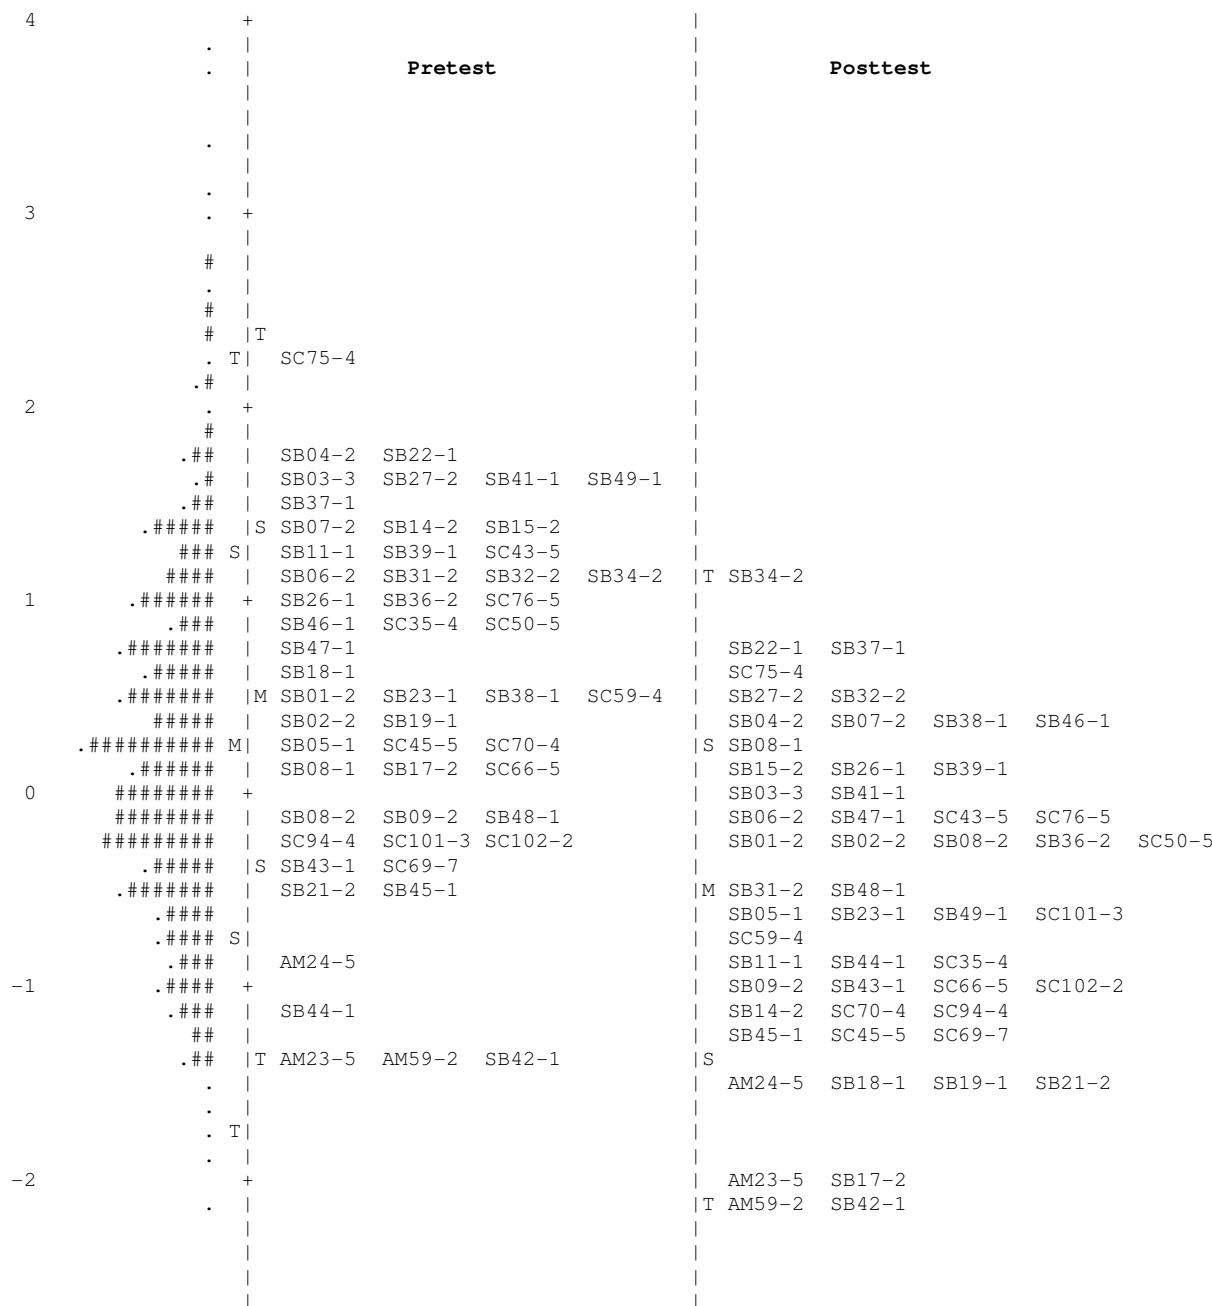 4 + |
. | |
. | Pretest | Posttest
| |
| |
. | |
| |
. | |
3 . + |
| |
# | |
. | |
# | |
# |T |
. T| SC75-4 |
.# | |
2 . + |
# | |
.## | SB04-2 SB22-1 |
.# | SB03-3 SB27-2 SB41-1 SB49-1 |
.## | SB37-1 |
.##### |S SB07-2 SB14-2 SB15-2 |
### S| SB11-1 SB39-1 SC43-5 |
#### | SB06-2 SB31-2 SB32-2 SB34-2 |T SB34-2
1 .###### + SB26-1 SB36-2 SC76-5 |
.### | SB46-1 SC35-4 SC50-5 |
.####### | SB47-1 | SB22-1 SB37-1
.##### | SB18-1 | SC75-4
.####### |M SB01-2 SB23-1 SB38-1 SC59-4 | SB27-2 SB32-2
##### | SB02-2 SB19-1 | SB04-2 SB07-2 SB38-1 SB46-1
.########## M| SB05-1 SC45-5 SC70-4 |S SB08-1
.###### | SB08-1 SB17-2 SC66-5 | SB15-2 SB26-1 SB39-1
0 ######## + | SB03-3 SB41-1
######## | SB08-2 SB09-2 SB48-1 | SB06-2 SB47-1 SC43-5 SC76-5
######### | SC94-4 SC101-3 SC102-2 | SB01-2 SB02-2 SB08-2 SB36-2 SC50-5
.##### |S SB43-1 SC69-7 |
.####### | SB21-2 SB45-1 |M SB31-2 SB48-1
.#### | | SB05-1 SB23-1 SB49-1 SC101-3
.#### S| | SC59-4
.### | AM24-5 | SB11-1 SB44-1 SC35-4
-1 .#### + | SB09-2 SB43-1 SC66-5 SC102-2
.### | SB44-1 | SB14-2 SC70-4 SC94-4
## | | SB45-1 SC45-5 SC69-7
.## |T AM23-5 AM59-2 SB42-1 |S
. | | AM24-5 SB18-1 SB19-1 SB21-2
. | |
. T| |
. | |
-2 + | AM23-5 SB17-2
. | |T AM59-2 SB42-1
| |
| |
| |
| |